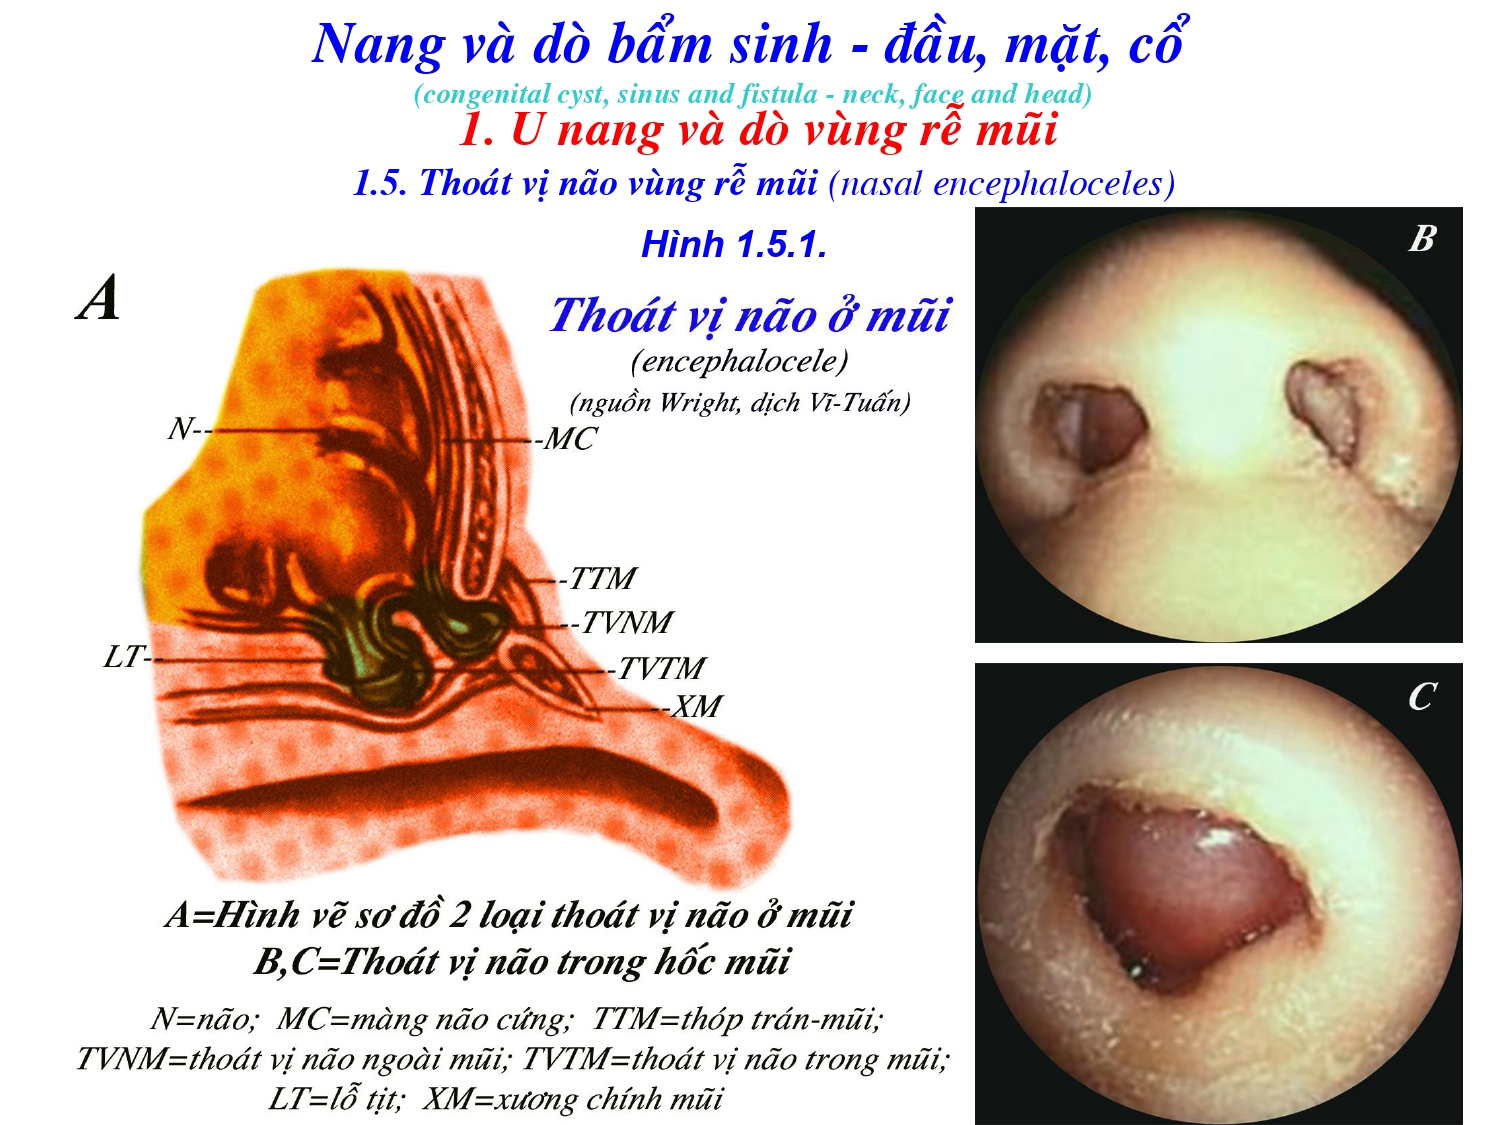 Nang và dò bẩm sinh - đầu, mặt, cổ
(congenital cyst, sinus and fistula - neck, face and head)
1. U nang và dò vùng rễ mũi
1.5. Thoát vị não vùng rễ mũi (nasal encephaloceles)
Hình 1.5.1.
Thoát vị não ở mũi
(encephalocele)
(nguồn Wright, dịch Vĩ-Tuấn)
A
N--
--MC
--TTM
--TVNM
LT--
--TVTM
--XM
B
C
A=Hình vẽ sơ đồ 2 loại thoát vị não ở mũi
B,C=Thoát vị não trong hốc mũi
N=não; MC=màng não cứng; TTM=thóp trán-mũi;
TVNM=thoát vị não ngoài mũi; TVTM=thoát vị não trong mũi;
LT=lỗ tịt; XM=xương chính mũi